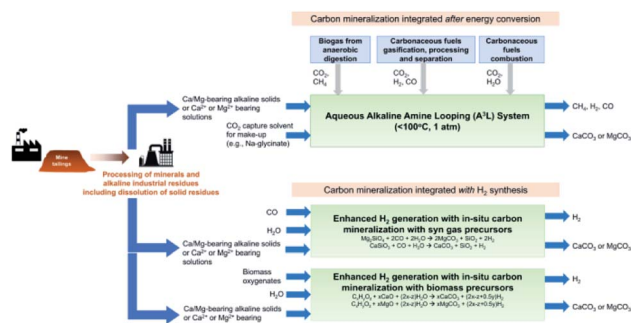 Carbon mineralization integrated after energy conversion
Biogas from
anaerobic
digestion
Carbonaceous fuels
gasification, processing
and separation
Carbonaceous
fuels
combustion
CO₂,
CH₄
CO₂,
H₂, CO
CO₂,
H₂O
Ca/Mg-bearing alkaline solids
or Ca²⁺ or Mg²⁺ bearing
solutions
CO₂ capture solvent
for make-up
(e.g., Na-glycinate)
Aqueous Alkaline Amine Looping (A³L) System
(<100°C, 1 atm)
CH₄, H₂, CO
CaCO₃ or MgCO₃
Mine
tailings
Processing of minerals and
alkaline industrial residues
including dissolution of solid residues
Carbon mineralization integrated with H₂ synthesis
CO
H₂O
Ca/Mg-bearing alkaline solids
or Ca²⁺ or Mg²⁺ bearing
solutions
Enhanced H₂ generation with in-situ carbon
mineralization with syn gas precursors
Mg₂SiO₄ + 2CO + 2H₂O → 2MgCO₃ + SiO₂ + 2H₂
CaSiO₃ + CO + H₂O → CaCO₃ + SiO₂ + H₂
H₂
CaCO₃ or MgCO₃
Biomass
oxygenates
H₂O
Ca/Mg-bearing alkaline solids
or Ca²⁺ or Mg²⁺ bearing
Enhanced H₂ generation with in-situ carbon
mineralization with biomass precursors
CₓHᵧO_z + xCaO + (2x-z)H₂O → xCaCO₃ + (2x-z+0.5y)H₂
CₓHᵧO_z + xMgO + (2x-z)H₂O → xMgCO₃ + (2x-z+0.5y)H₂
H₂
CaCO₃ or MgCO₃